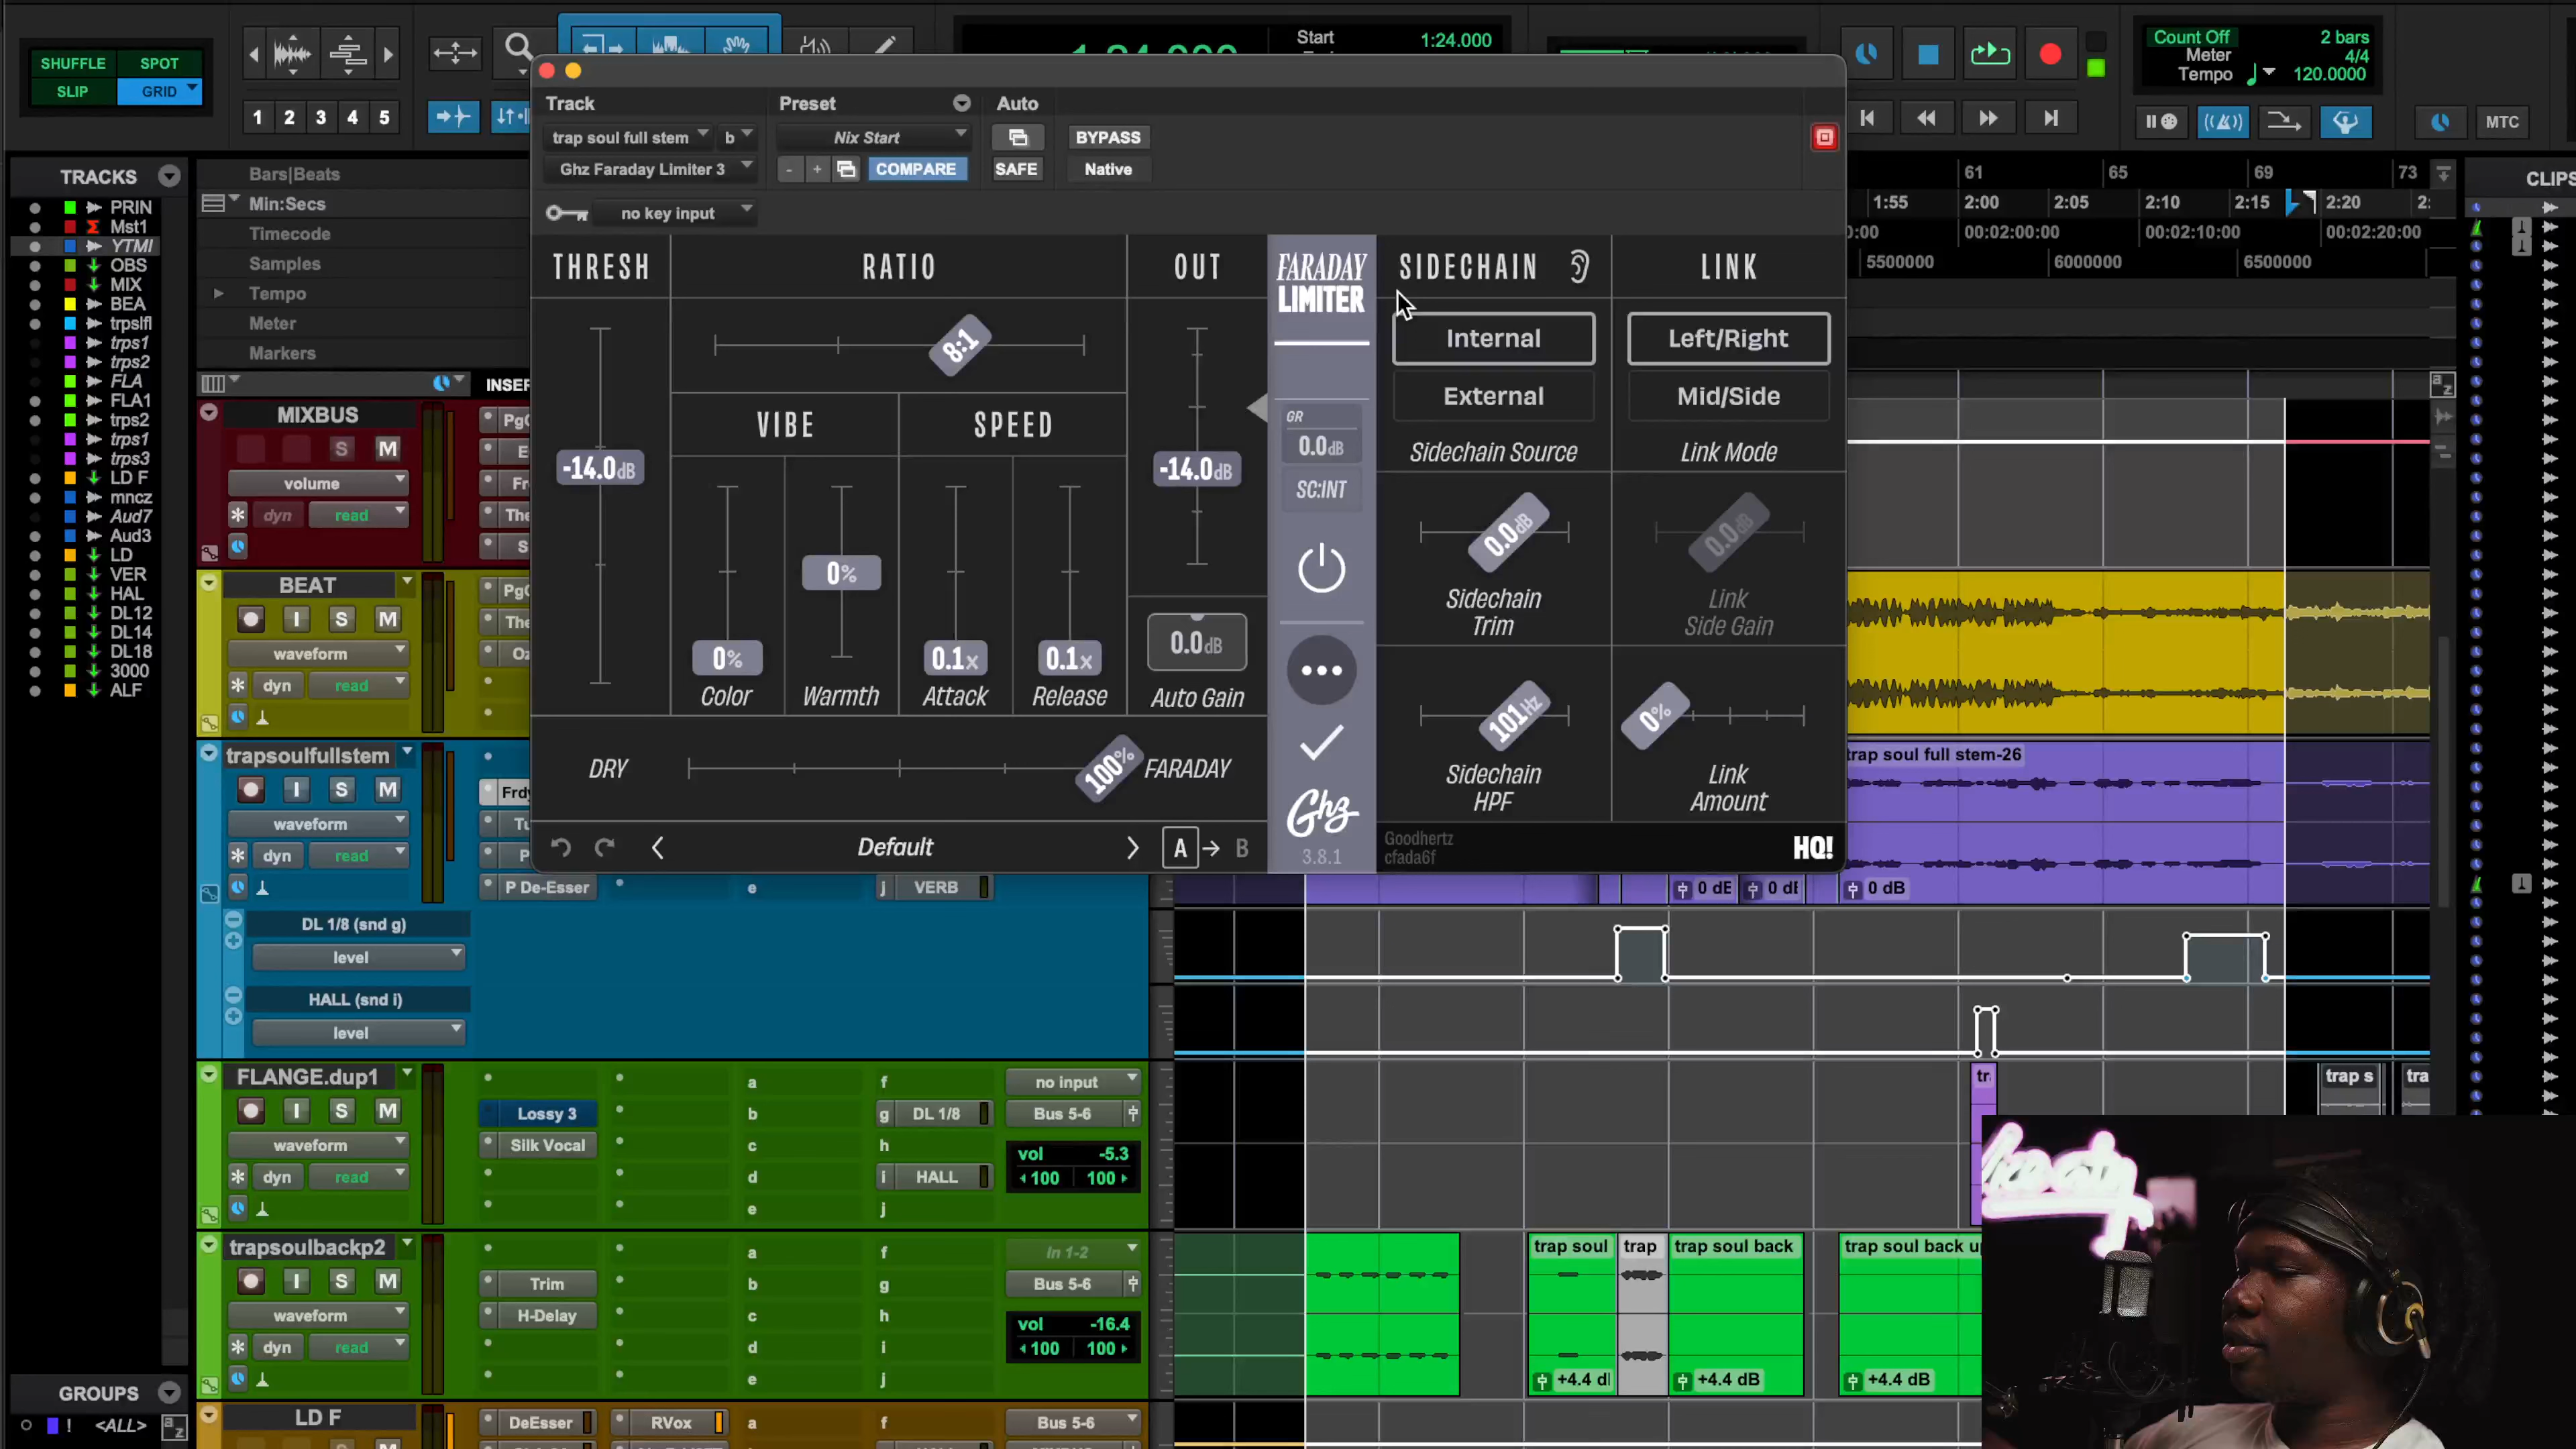 SHUFFLE SPOT
SLIP GRID
1 2 3 4 5
Start 1:24.000
Count Off 2 bars
Meter 4/4
Tempo 120.0000
MTC
Track Preset Auto
trap soul full stem b Nix Start BYPASS
Ghz Faraday Limiter 3 - + COMPARE SAFE Native
no key input
THRESH RATIO OUT
FARADAY
LIMITER
SIDECHAIN LINK
8:1
Internal Left/Right
External Mid/Side
Sidechain Source Link Mode
VIBE SPEED
GR
0.0dB
SC:INT
-14.0dB -14.0dB
0% 0% 0.1x 0.1x 0.0dB
Color Warmth Attack Release Auto Gain
0.0dB 0.0dB
Sidechain
Trim
Link
Side Gain
101Hz 0%
Sidechain
HPF
Link
Amount
DRY 100% FARADAY
Default A B
Ghz
3.8.1
Goodhertz
cfada6f
HQ!
TRACKS
PRIN
Mst1
YTMI
OBS
MIX
BEA
trpslfl
trps1
trps2
FLA
FLA1
trps2
trps1
trps3
LD F
mncz
Aud7
Aud3
LD
VER
HAL
DL12
DL14
DL18
3000
ALF
GROUPS
! <ALL>
Bars|Beats
Min:Secs
Timecode
Samples
Tempo
Meter
Markers
61 65 69 73
1:55 2:00 2:05 2:10 2:15 2:20
00:02:00:00 00:02:10:00 00:02:20:00
5500000 6000000 6500000
CLIPS
MIXBUS
S M
volume
dyn read
BEAT
I S M
waveform
dyn read
trapsoulfullstem
I S M
waveform
dyn read
P De-Esser e j VERB
trap soul full stem-26
0 dB
DL 1/8 (snd g)
level
HALL (snd i)
level
FLANGE.dup1
I S M
waveform
dyn read
a f no input
Lossy 3 b g DL 1/8 Bus 5-6
Silk Vocal c h
d i HALL
e j
vol -5.3
100 100
trapsoulbackp2
I S M
waveform
dyn read
a f In 1-2
Trim b g Bus 5-6
H-Delay c h
d i
e j
vol -16.4
100 100
trap soul trap trap soul back trap soul back
+4.4 dB +4.4 dB
trap s
LD F
DeEsser RVox a f Bus 5-6